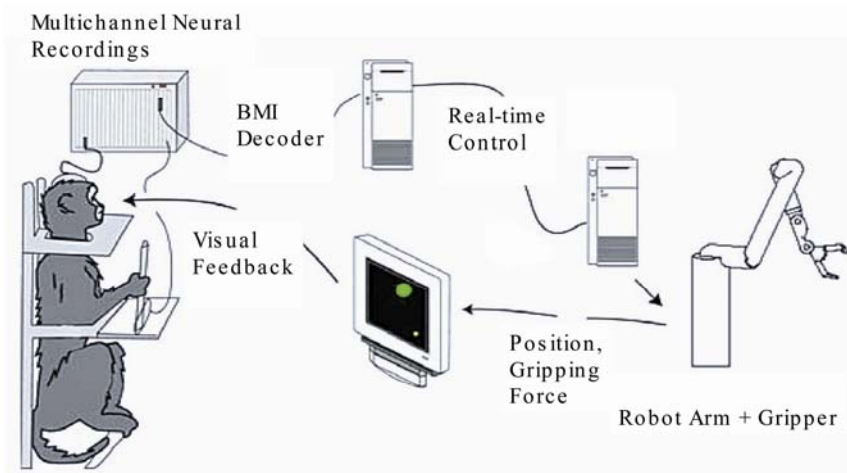 Multichannel Neural
Recordings
BMI
Decoder
Real-time
Control
Visual
Feedback
Position,
Gripping
Force
Robot Arm + Gripper